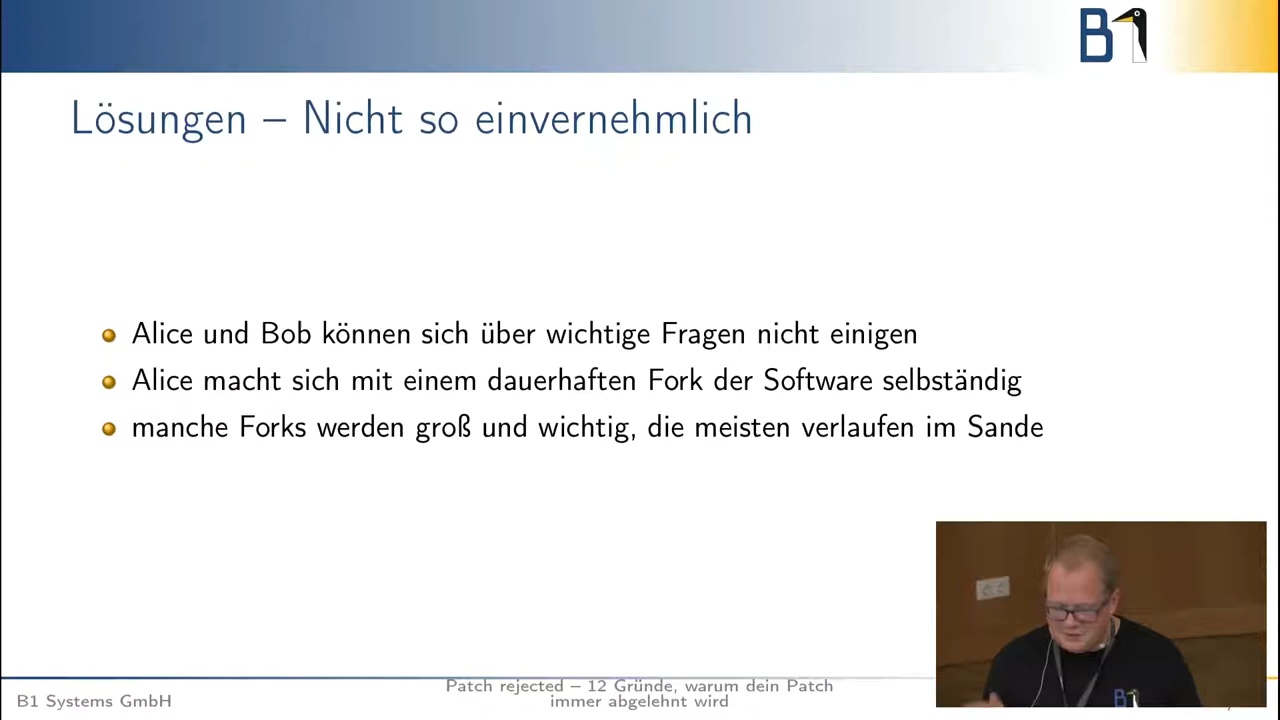 B1
Lösungen – Nicht so einvernehmlich
Alice und Bob können sich über wichtige Fragen nicht einigen
Alice macht sich mit einem dauerhaften Fork der Software selbständig
manche Forks werden groß und wichtig, die meisten verlaufen im Sande
B1
B1 Systems GmbH
Patch rejected – 12 Gründe, warum dein Patch
immer abgelehnt wird